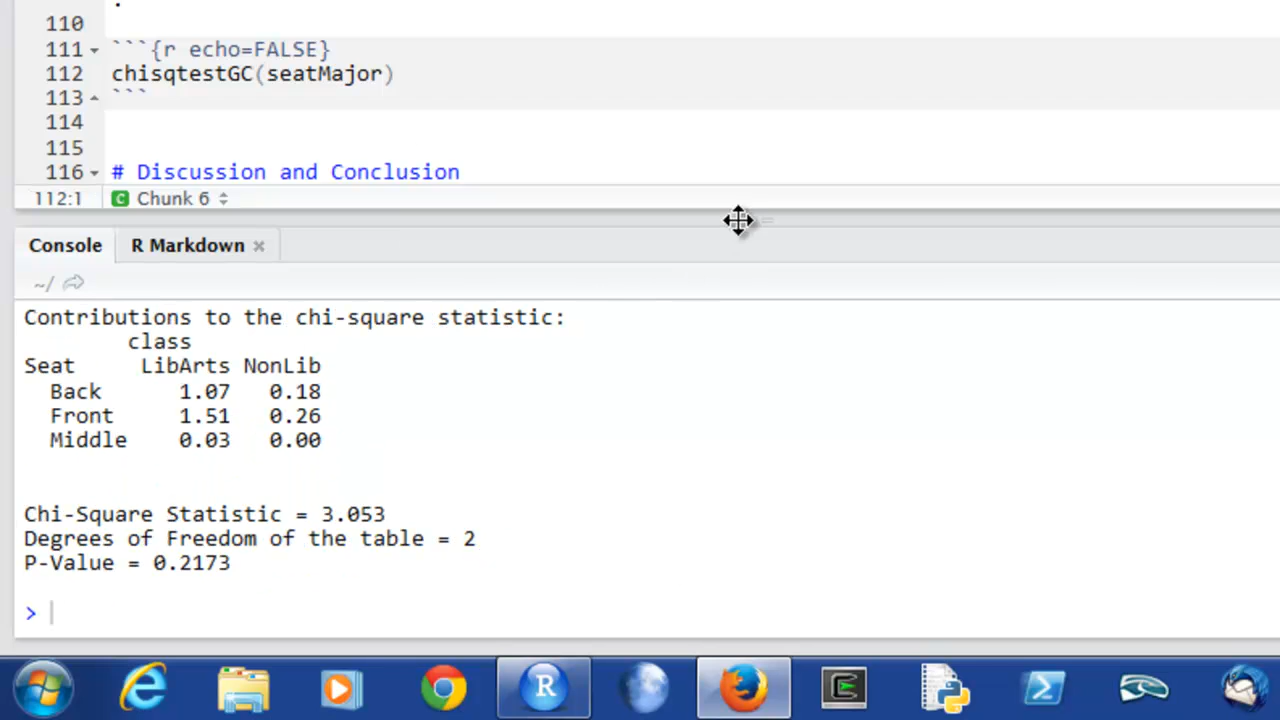 110
111 ```{r echo=FALSE}
112 chisqtestGC(seatMajor)
113 ```
114
115
116 # Discussion and Conclusion
112:1 C Chunk 6
Console R Markdown
~/
Contributions to the chi-square statistic:
class
Seat LibArts NonLib
Back 1.07 0.18
Front 1.51 0.26
Middle 0.03 0.00
Chi-Square Statistic = 3.053
Degrees of Freedom of the table = 2
P-Value = 0.2173
>
R